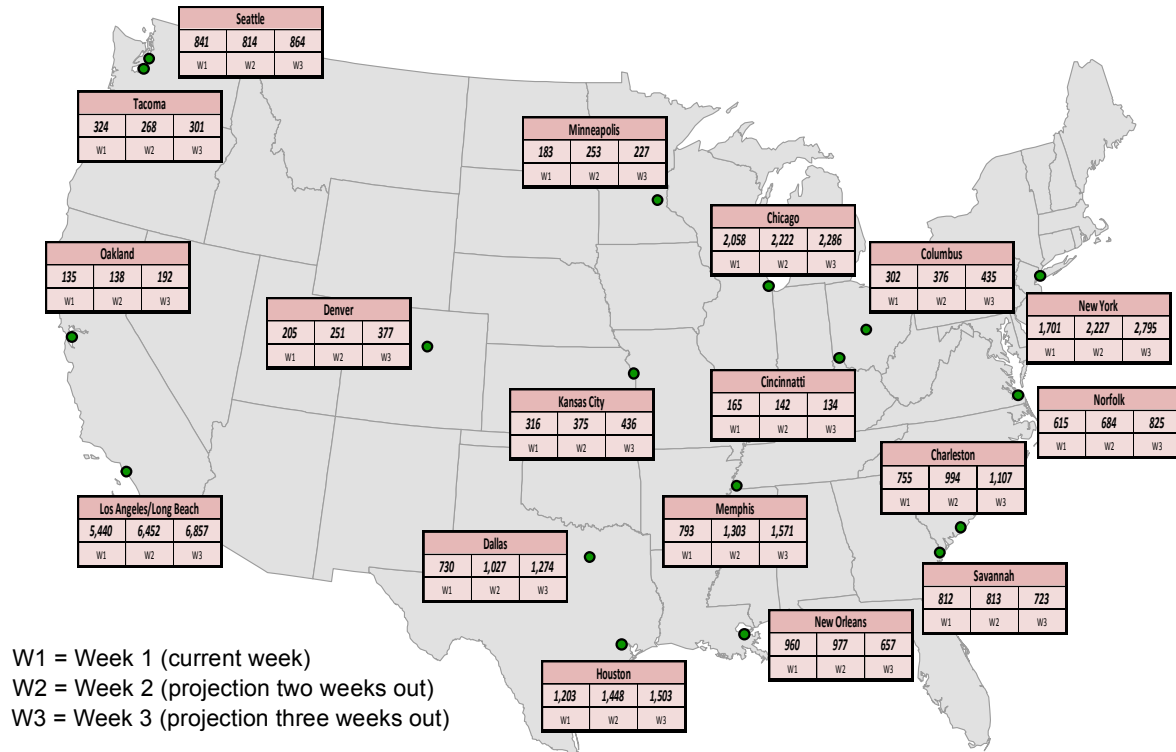 Seattle
841 814 864
W1 W2 W3
Tacoma
324 268 301
W1 W2 W3
Minneapolis
183 253 227
W1 W2 W3
Chicago
2,058 2,222 2,286
W1 W2 W3
Oakland
135 138 192
W1 W2 W3
Columbus
302 376 435
W1 W2 W3
Denver
205 251 377
W1 W2 W3
New York
1,701 2,227 2,795
W1 W2 W3
Cincinnatti
165 142 134
W1 W2 W3
Kansas City
316 375 436
W1 W2 W3
Norfolk
615 684 825
W1 W2 W3
Charleston
755 994 1,107
W1 W2 W3
Los Angeles/Long Beach
5,440 6,452 6,857
W1 W2 W3
Memphis
793 1,303 1,571
W1 W2 W3
Dallas
730 1,027 1,274
W1 W2 W3
Savannah
812 813 723
W1 W2 W3
New Orleans
960 977 657
W1 W2 W3
Houston
1,203 1,448 1,503
W1 W2 W3
W1 = Week 1 (current week)
W2 = Week 2 (projection two weeks out)
W3 = Week 3 (projection three weeks out)